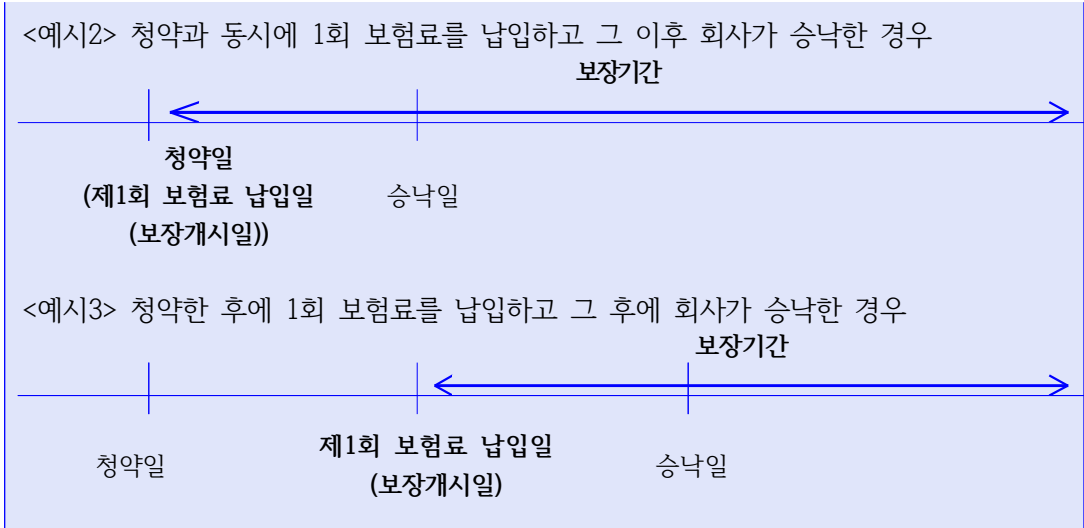 <예시2> 청약과 동시에 1회 보험료를 납입하고 그 이후 회사가 승낙한 경우
보장기간
청약일
(제1회 보험료 납입일 승낙일
(보장개시일))
<예시3> 청약한 후에 1회 보험료를 납입하고 그 후에 회사가 승낙한 경우
보장기간
청약일 제1회 보험료 납입일 승낙일
(보장개시일)